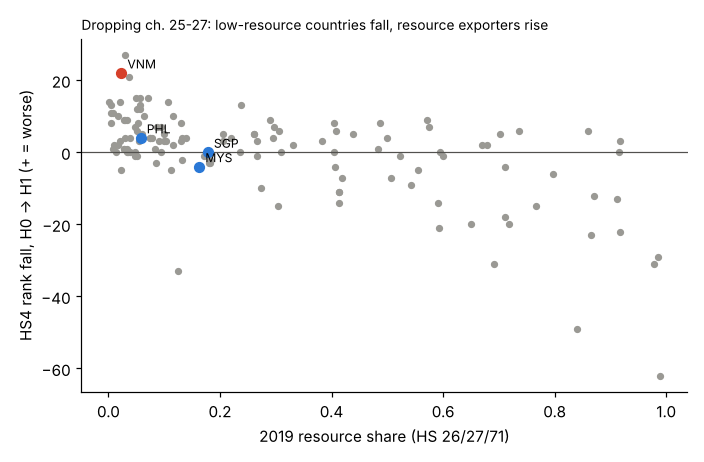 Dropping ch. 25-27: low-resource countries fall, resource exporters rise
HS4 rank fall, H0 → H1 (+ = worse)
20
0
−20
−40
−60
VNM
PHL
SGP
MYS
0.0
0.2
0.4
0.6
0.8
1.0
2019 resource share (HS 26/27/71)